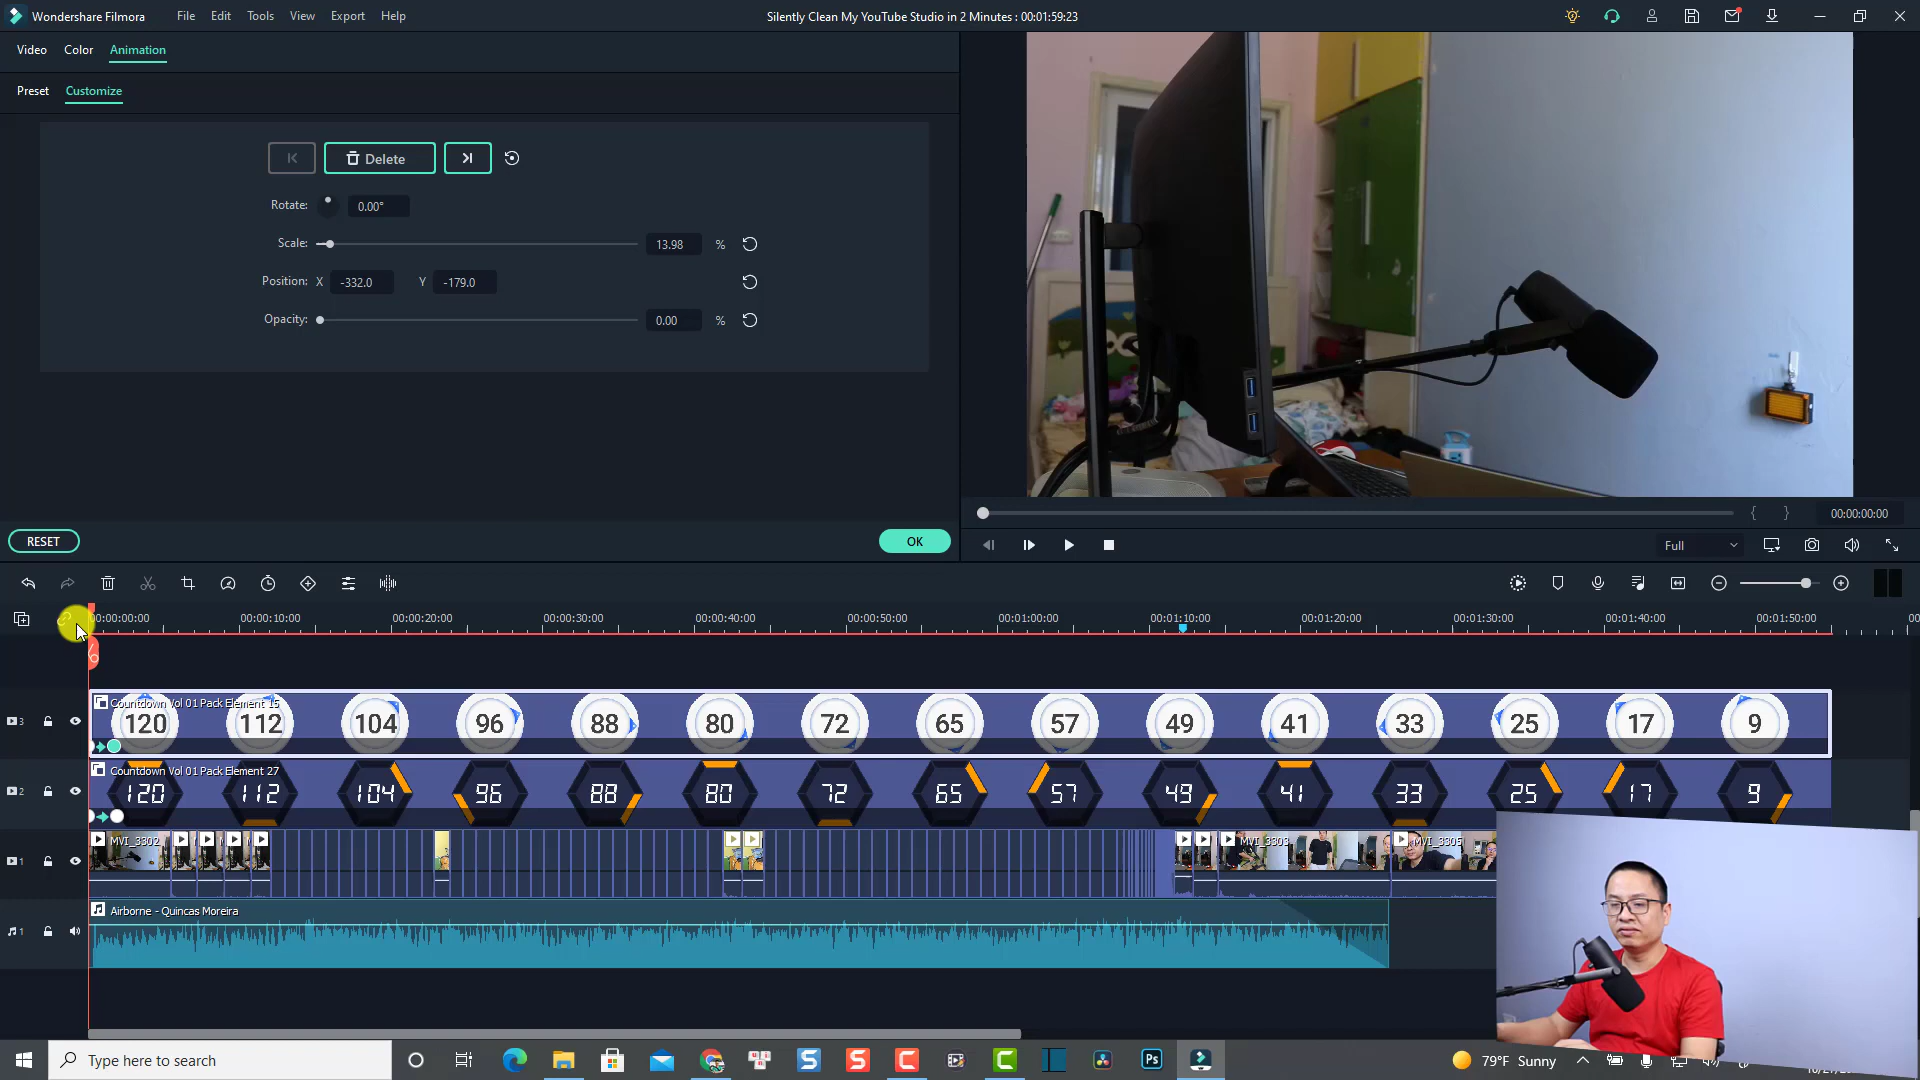 Wondershare Filmora
File
Edit
Tools
View
Export
Help
Silently Clean My YouTube Studio in 2 Minutes : 00:01:59:23
Video
Color
Animation
Preset
Customize
Delete
Rotate:
0.00°
Scale:
13.98
%
Position:
X
-332.0
Y
-179.0
Opacity:
0.00
%
RESET
OK
{ }
00:00:00:00
Full
00:00:00:00
00:00:10:00
00:00:20:00
00:00:30:00
00:00:40:00
00:00:50:00
00:01:00:00
00:01:10:00
00:01:20:00
00:01:30:00
00:01:40:00
00:01:50:00
00
3
Countdown Vol 01 Pack Element 15
120
112
104
96
88
80
72
65
57
49
41
33
25
17
9
2
Countdown Vol 01 Pack Element 27
120
112
104
96
88
80
72
65
57
49
41
33
25
17
9
1
MVI_3302
MVI_3303
MVI_3305
1
Airborne - Quincas Moreira
Type here to search
Ps
79°F Sunny